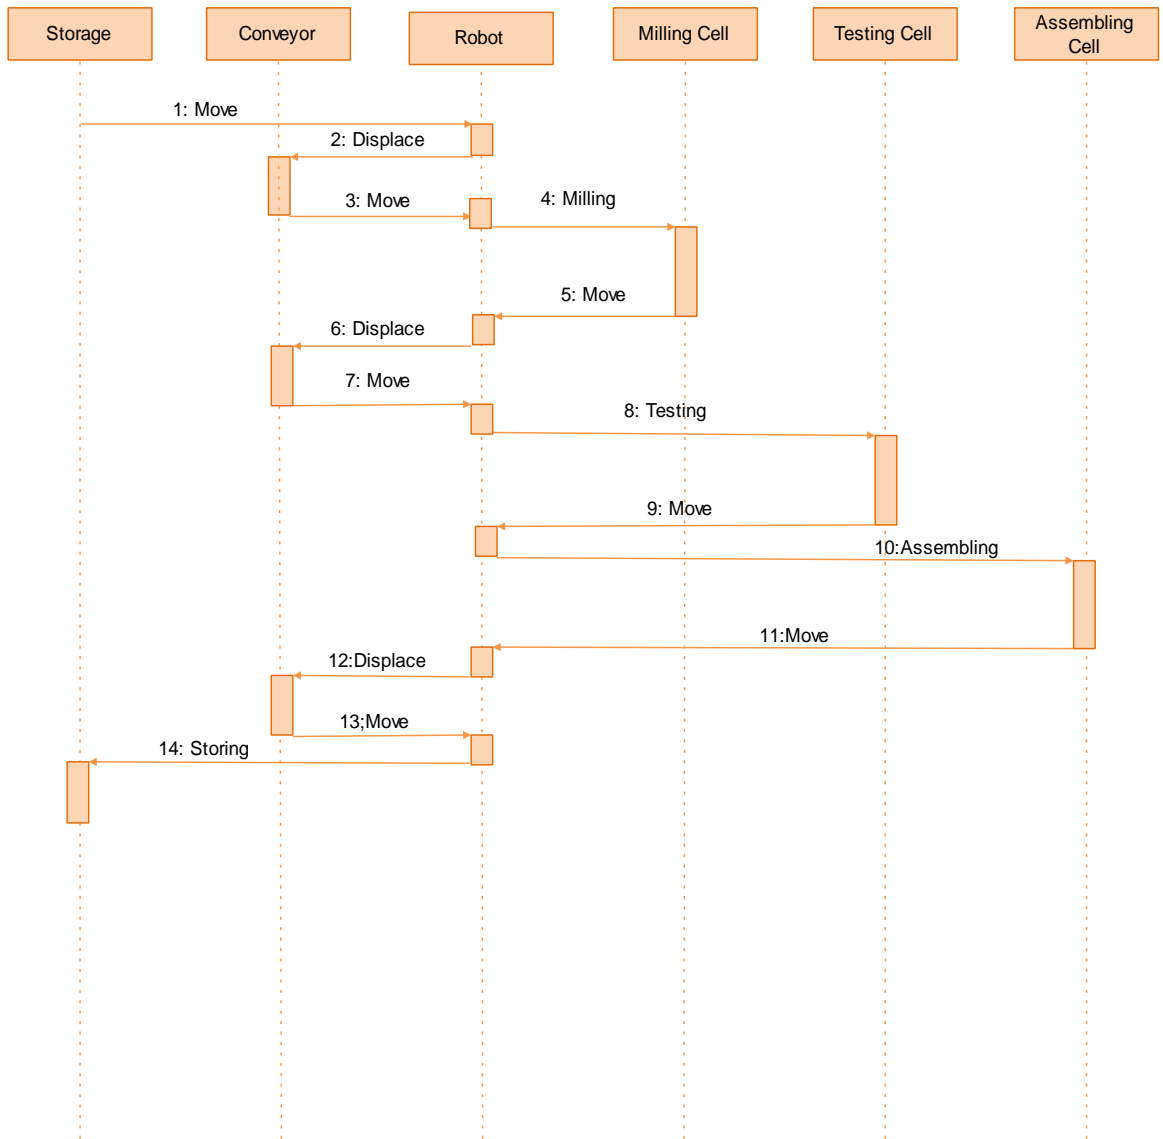 Storage
Conveyor
Robot
Milling Cell
Testing Cell
Assembling
Cell
1: Move
2: Displace
3: Move
4: Milling
5: Move
6: Displace
7: Move
8: Testing
9: Move
10:Assembling
11:Move
12:Displace
13;Move
14: Storing